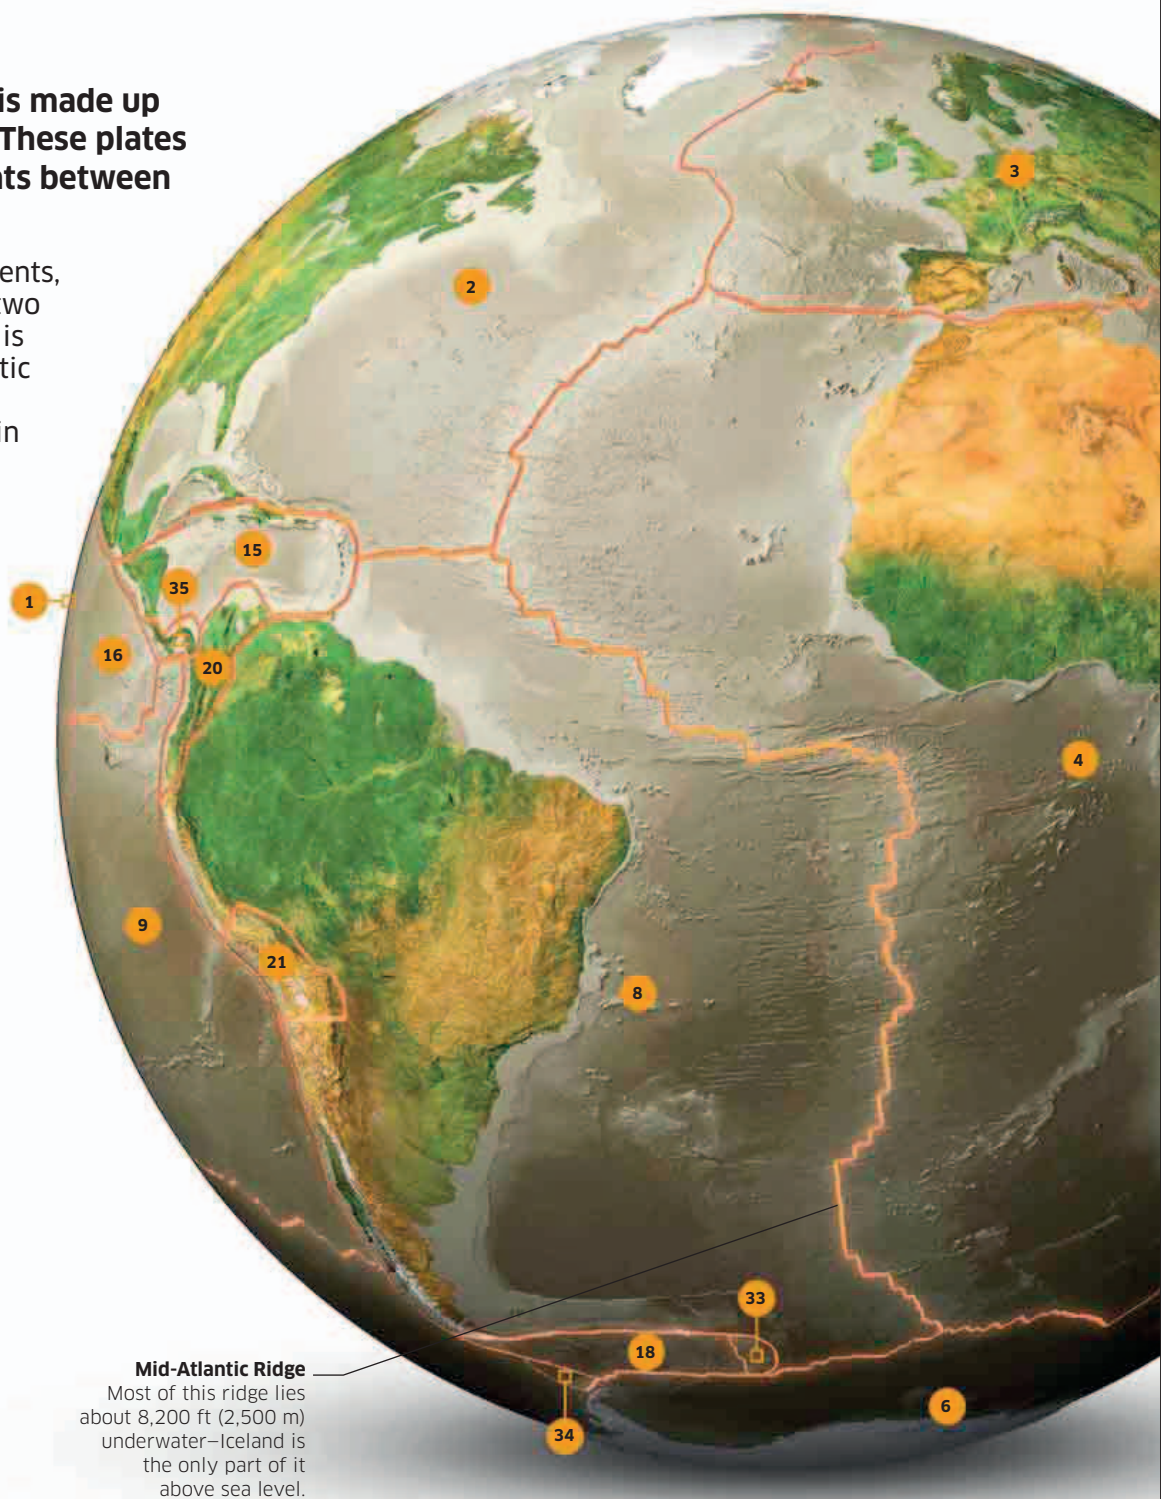 is made up
These plates
ts between
ents,
two
is
tic
in
3
2
15
35
1
16
20
4
9
21
8
33
18
6
34
Mid-Atlantic Ridge
Most of this ridge lies
about 8,200 ft (2,500 m)
underwater—Iceland is
the only part of it
above sea level.